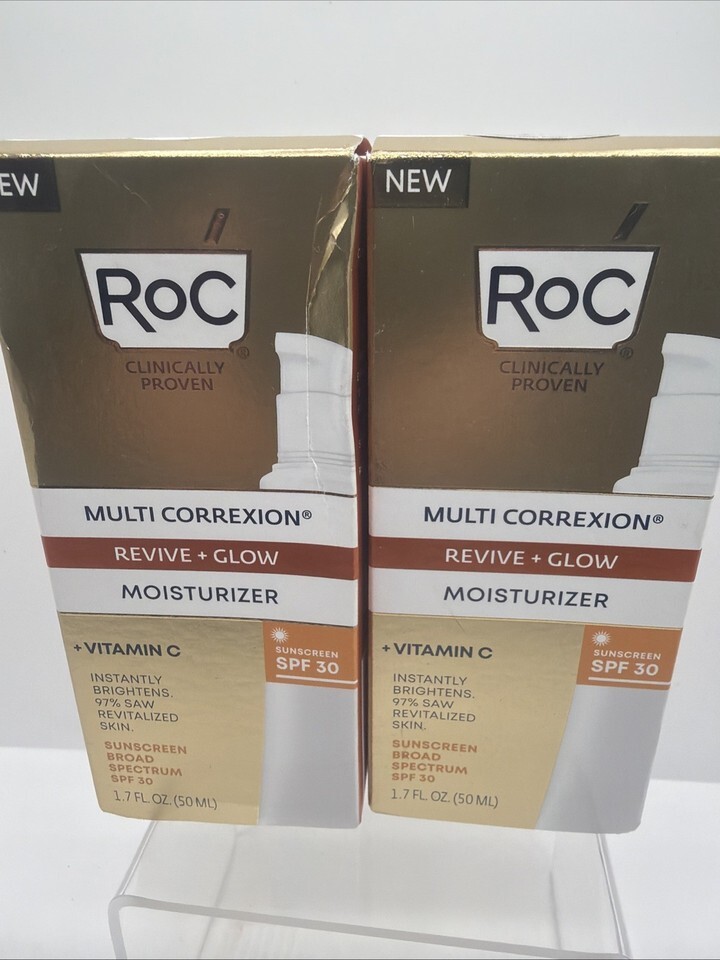 EW
RoC
®
CLINICALLY
PROVEN
MULTI CORREXION®
REVIVE + GLOW
MOISTURIZER
+ VITAMIN C
INSTANTLY
BRIGHTENS.
97% SAW
REVITALIZED
SKIN.
SUNSCREEN
BROAD
SPECTRUM
SPF 30
1.7 FL. OZ. (50 ML)
SUNSCREEN
SPF 30
NEW
RoC
®
CLINICALLY
PROVEN
MULTI CORREXION®
REVIVE + GLOW
MOISTURIZER
+ VITAMIN C
INSTANTLY
BRIGHTENS.
97% SAW
REVITALIZED
SKIN.
SUNSCREEN
BROAD
SPECTRUM
SPF 30
1.7 FL. OZ. (50 ML)
SUNSCREEN
SPF 30